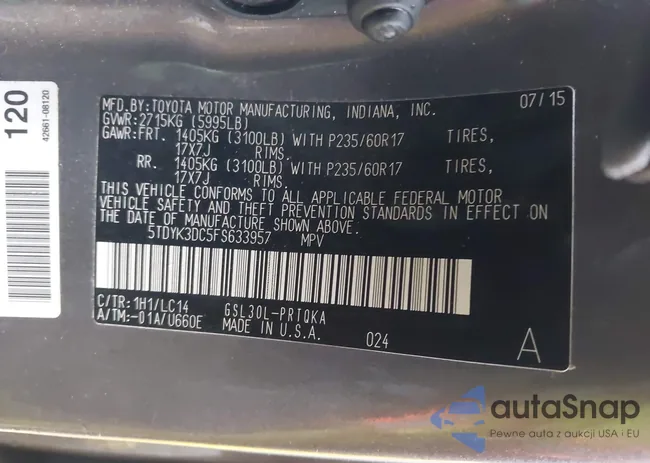 120
42661-08120
MFD.BY:TOYOTA MOTOR MANUFACTURING, INDIANA, INC. 07/15
GVWR:2715KG (5995LB)
GAWR:FRT. 1405KG (3100LB) WITH P235/60R17 TIRES,
17X7J RIMS.
RR. 1405KG (3100LB) WITH P235/60R17 TIRES,
17X7J RIMS.
THIS VEHICLE CONFORMS TO ALL APPLICABLE FEDERAL MOTOR
VEHICLE SAFETY AND THEFT PREVENTION STANDARDS IN EFFECT ON
THE DATE OF MANUFACTURE SHOWN ABOVE.
5TDYK3DC5FS633957 MPV
C/TR:1H1/LC14 GSL30L-PRTQKA
A/TM:-01A/U660E MADE IN U.S.A. 024 A
autoSnap
Pewne auta z aukcji USA i EU